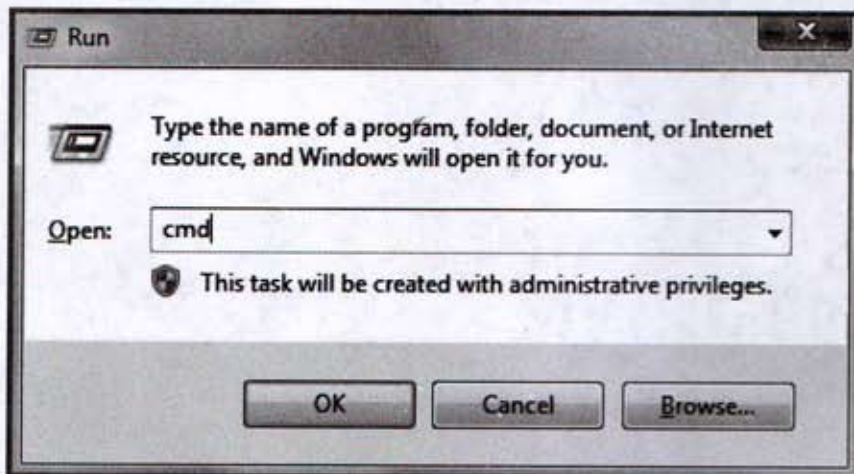 Run
Type the name of a program, folder, document, or Internet
resource, and Windows will open it for you.
Open: cmd
This task will be created with administrative privileges.
OK Cancel Browse...